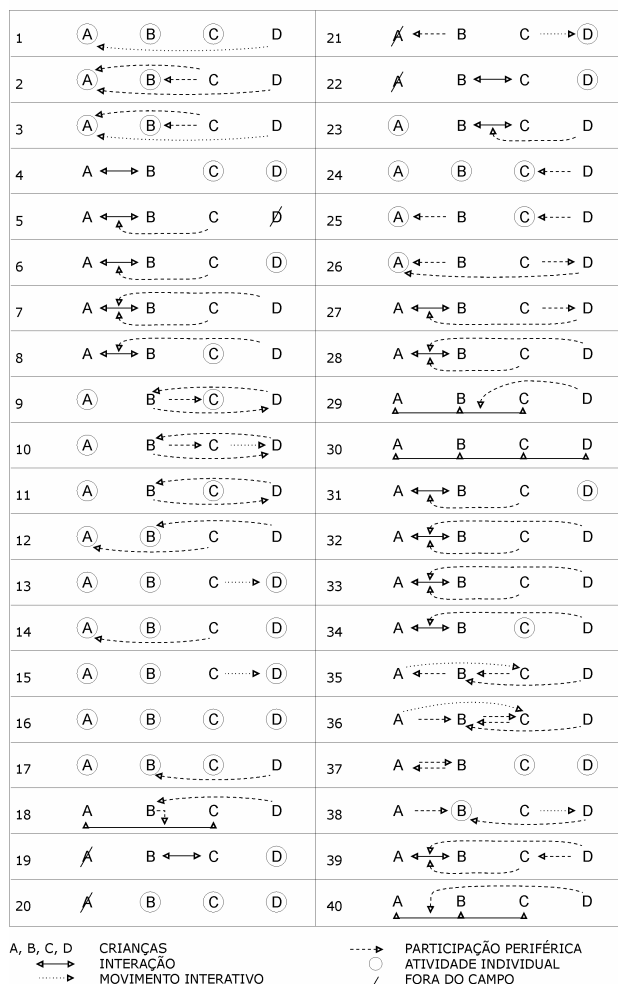 1 A B C D
2 A B C D
3 A B C D
4 A B C D
5 A B C D
6 A B C D
7 A B C D
8 A B C D
9 A B C D
10 A B C D
11 A B C D
12 A B C D
13 A B C D
14 A B C D
15 A B C D
16 A B C D
17 A B C D
18 A B C D
19 A B C D
20 A B C D
21 A B C D
22 A B C D
23 A B C D
24 A B C D
25 A B C D
26 A B C D
27 A B C D
28 A B C D
29 A B C D
30 A B C D
31 A B C D
32 A B C D
33 A B C D
34 A B C D
35 A B C D
36 A B C D
37 A B C D
38 A B C D
39 A B C D
40 A B C D
A, B, C, D CRIANÇAS
INTERAÇÃO
MOVIMENTO INTERATIVO
PARTICIPAÇÃO PERIFÉRICA
ATIVIDADE INDIVIDUAL
FORA DO CAMPO